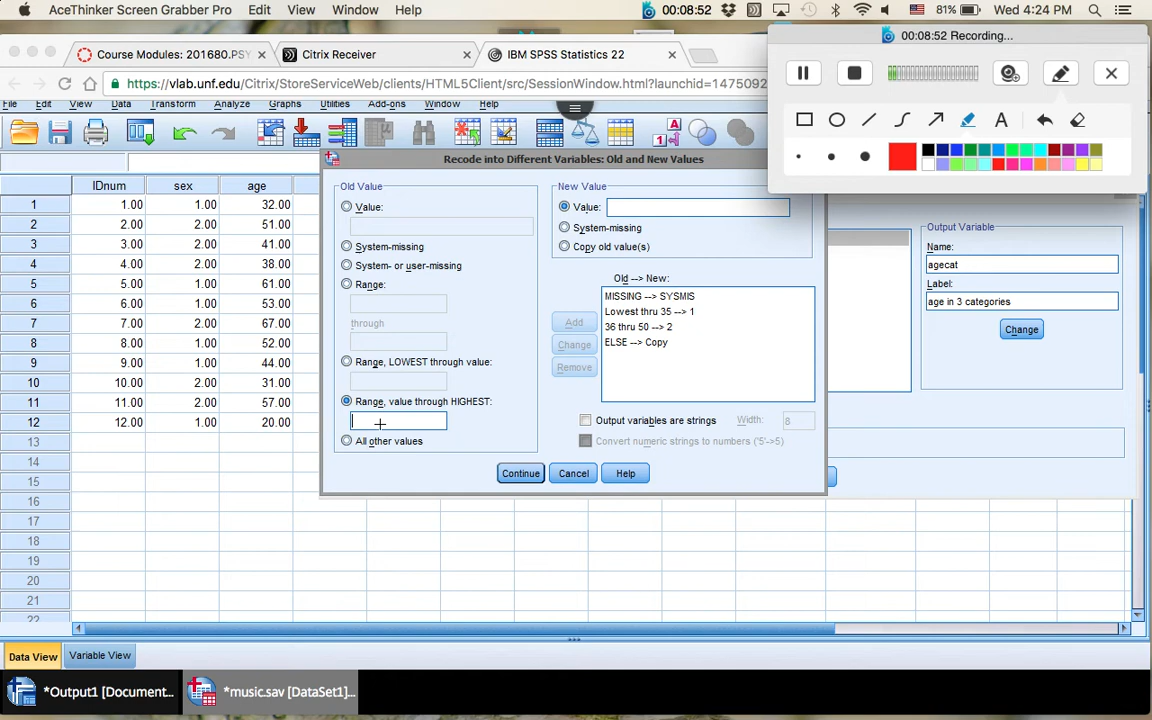 AceThinker Screen Grabber Pro Edit View Window Help 00:08:52 81% Wed 4:24 PM
00:08:52 Recording...
Course Modules: 201680.PSY Citrix Receiver IBM SPSS Statistics 22
https://vlab.unf.edu/Citrix/StoreServiceWeb/clients/HTML5Client/src/SessionWindow.html?launchid=1475092
File Edit View Data Transform Analyze Graphs Utilities Add-ons Window Help
A
Recode into Different Variables: Old and New Values
IDnum sex age
1 1.00 1.00 32.00
2 2.00 2.00 51.00
3 3.00 2.00 41.00
4 4.00 2.00 38.00
5 5.00 1.00 61.00
6 6.00 1.00 53.00
7 7.00 2.00 67.00
8 8.00 1.00 52.00
9 9.00 1.00 44.00
10 10.00 2.00 31.00
11 11.00 2.00 57.00
12 12.00 1.00 20.00
13
14
15
16
17
18
19
20
21
22
Old Value
Value:
System-missing
System- or user-missing
Range:
through
Range, LOWEST through value:
Range, value through HIGHEST:
All other values
New Value
Value:
System-missing
Copy old value(s)
Old --> New:
MISSING --> SYSMIS
Lowest thru 35 --> 1
36 thru 50 --> 2
ELSE --> Copy
Add
Change
Remove
Output variables are strings Width: 8
Convert numeric strings to numbers ('5'->5)
Continue Cancel Help
Output Variable
Name:
agecat
Label:
age in 3 categories
Change
Data View Variable View
*Output1 [Document... *music.sav [DataSet1]...